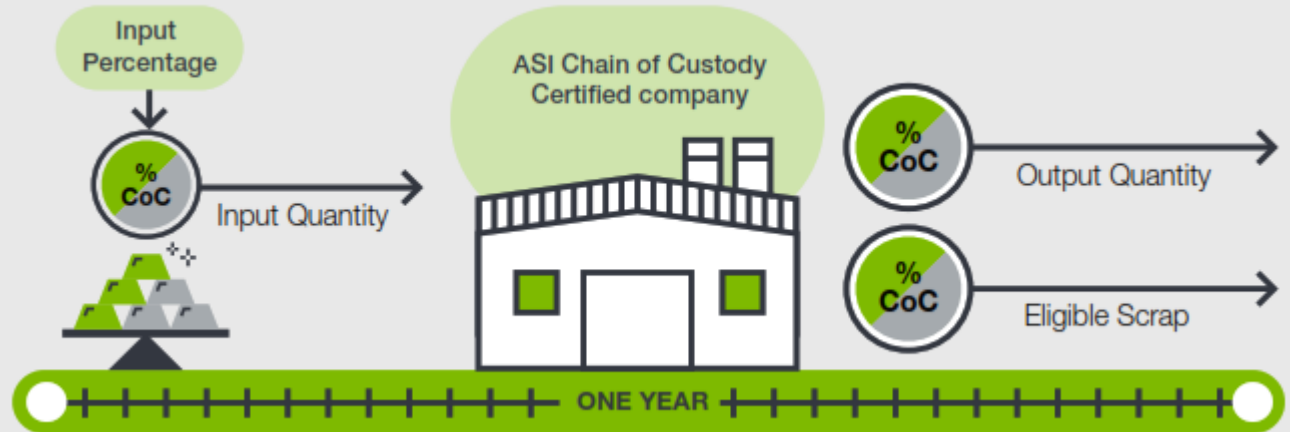 Input
Percentage
%
CoC
Input Quantity
ASI Chain of Custody
Certified company
%
CoC
Output Quantity
%
CoC
Eligible Scrap
ONE YEAR